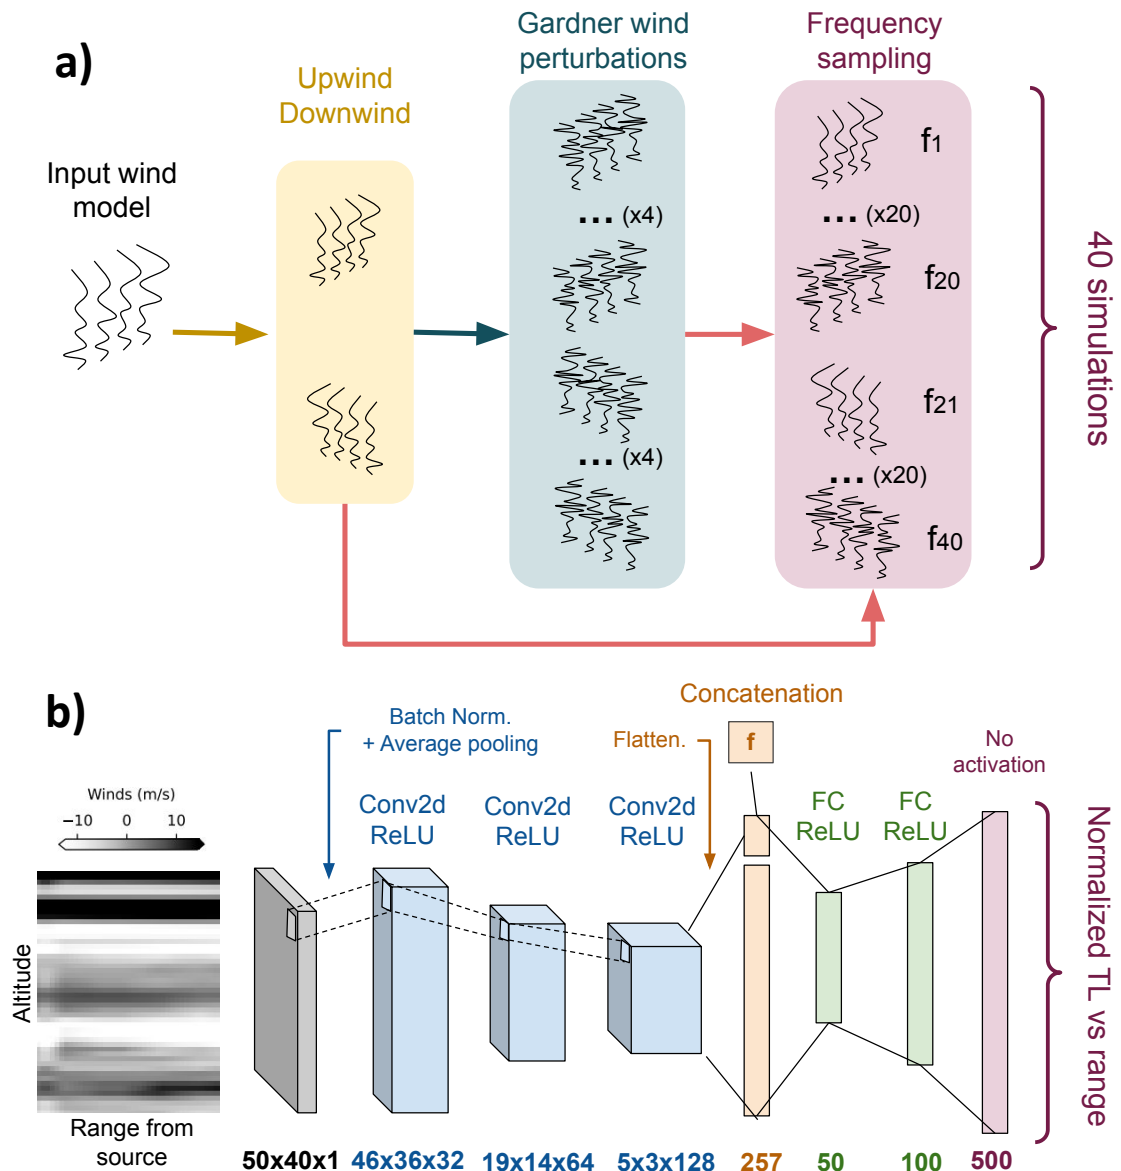 a)
Input wind
model
Upwind
Downwind
Gardner wind
perturbations
... (x4)
... (x4)
Frequency
sampling
f1
... (x20)
f20
f21
... (x20)
f40
40 simulations
b)
Winds (m/s)
−10 0 10
Altitude
Range from
source
Batch Norm.
+ Average pooling
Conv2d
ReLU
Conv2d
ReLU
Conv2d
ReLU
Flatten.
Concatenation
f
FC
ReLU
FC
ReLU
No
activation
Normalized TL vs range
50x40x1 46x36x32 19x14x64 5x3x128 257 50 100 500